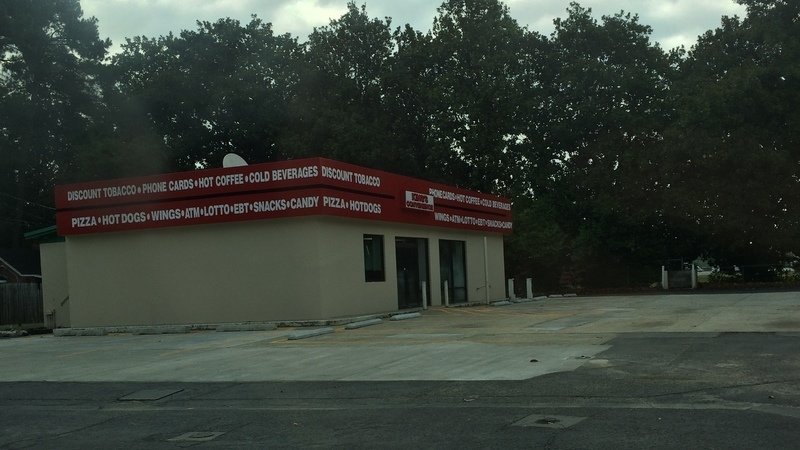 DISCOUNT TOBACCO • PHONE CARDS • HOT COFFEE • COLD BEVERAGES DISCOUNT TOBACCO
PIZZA • HOT DOGS • WINGS • ATM • LOTTO • EBT • SNACKS • CANDY PIZZA • HOTDOGS
PHONE CARDS • HOT COFFEE • COLD BEVERAGES
WINGS • ATM • LOTTO • EBT • SNACKS • CANDY